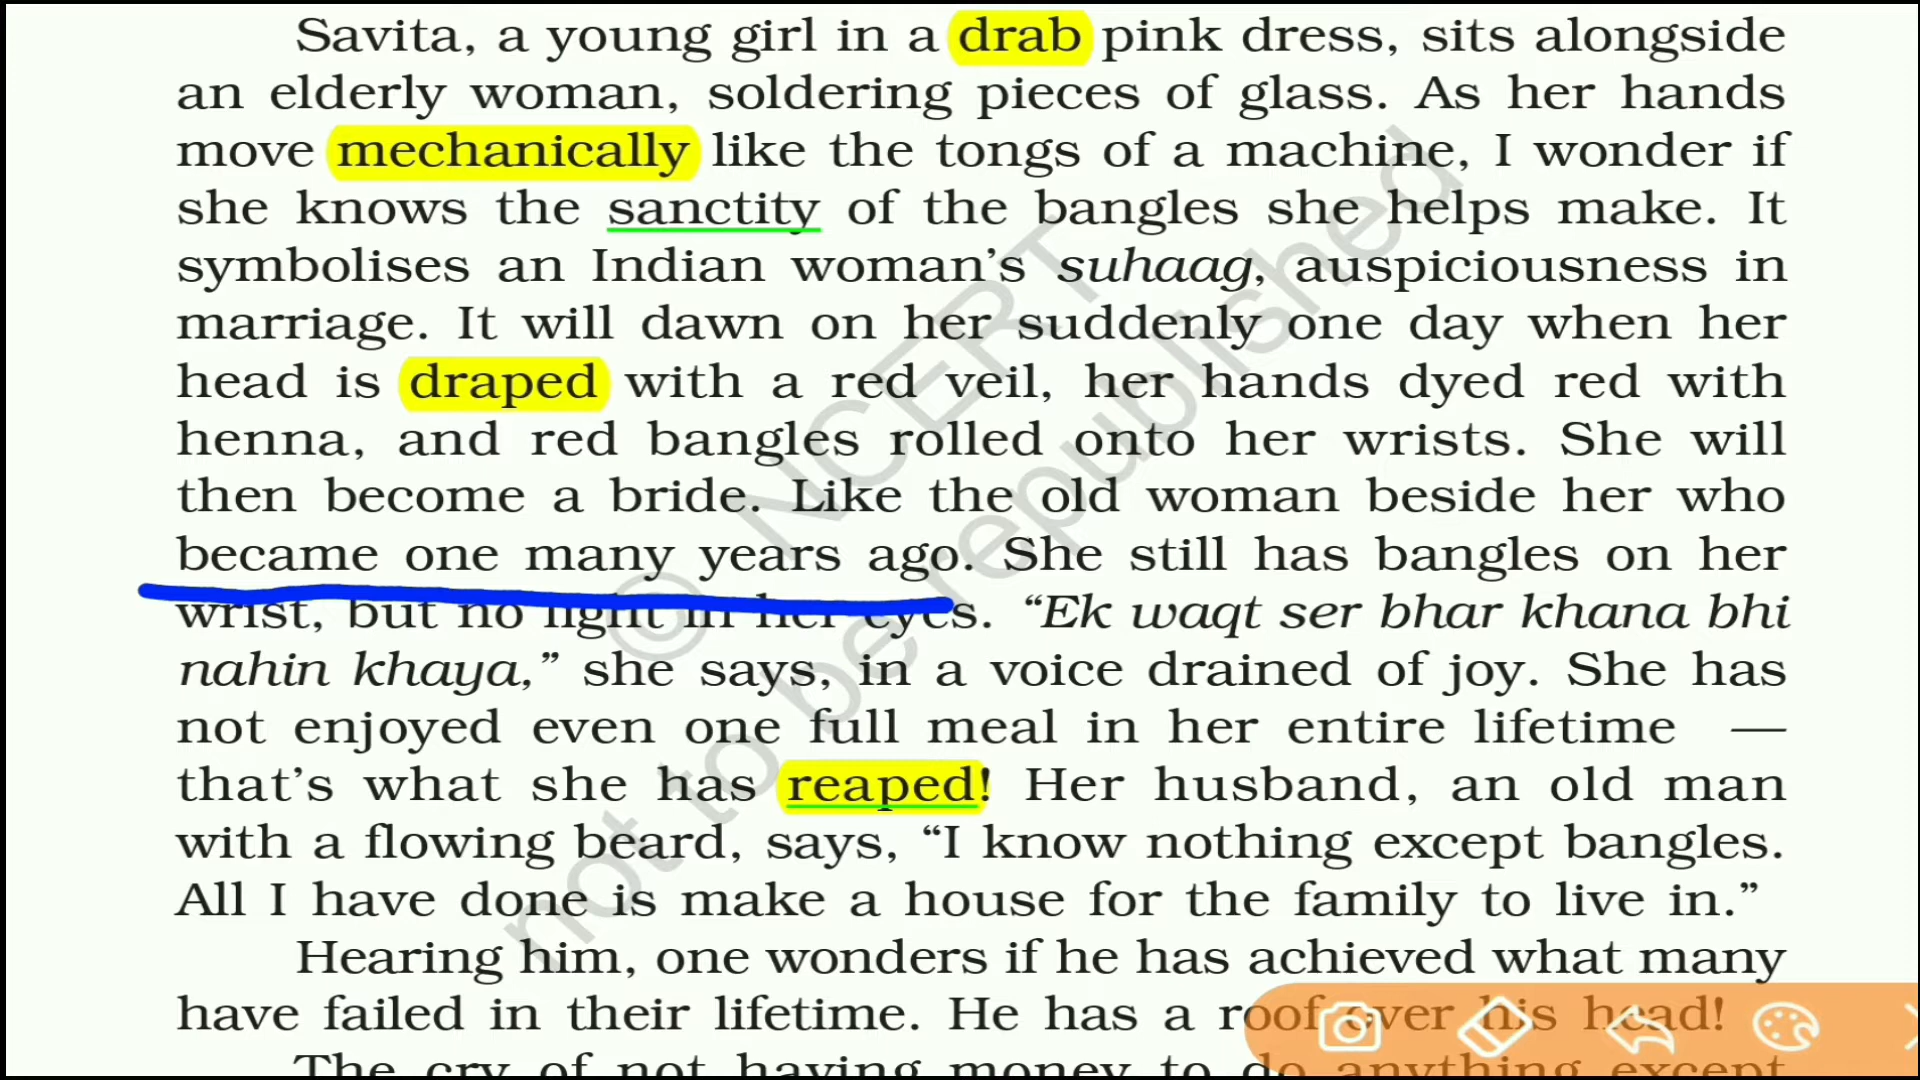 Savita, a young girl in a drab pink dress, sits alongside
an elderly woman, soldering pieces of glass. As her hands
move mechanically like the tongs of a machine, I wonder if
she knows the sanctity of the bangles she helps make. It
symbolises an Indian woman’s suhaag, auspiciousness in
marriage. It will dawn on her suddenly one day when her
head is draped with a red veil, her hands dyed red with
henna, and red bangles rolled onto her wrists. She will
then become a bride. Like the old woman beside her who
became one many years ago. She still has bangles on her
wrist, but no light in her eyes. “Ek waqt ser bhar khana bhi
nahin khaya,” she says, in a voice drained of joy. She has
not enjoyed even one full meal in her entire lifetime —
that’s what she has reaped! Her husband, an old man
with a flowing beard, says, “I know nothing except bangles.
All I have done is make a house for the family to live in.”
Hearing him, one wonders if he has achieved what many
have failed in their lifetime. He has a roof over his head!
The cry of not having money to do anything except
© NCERT
not to be republished